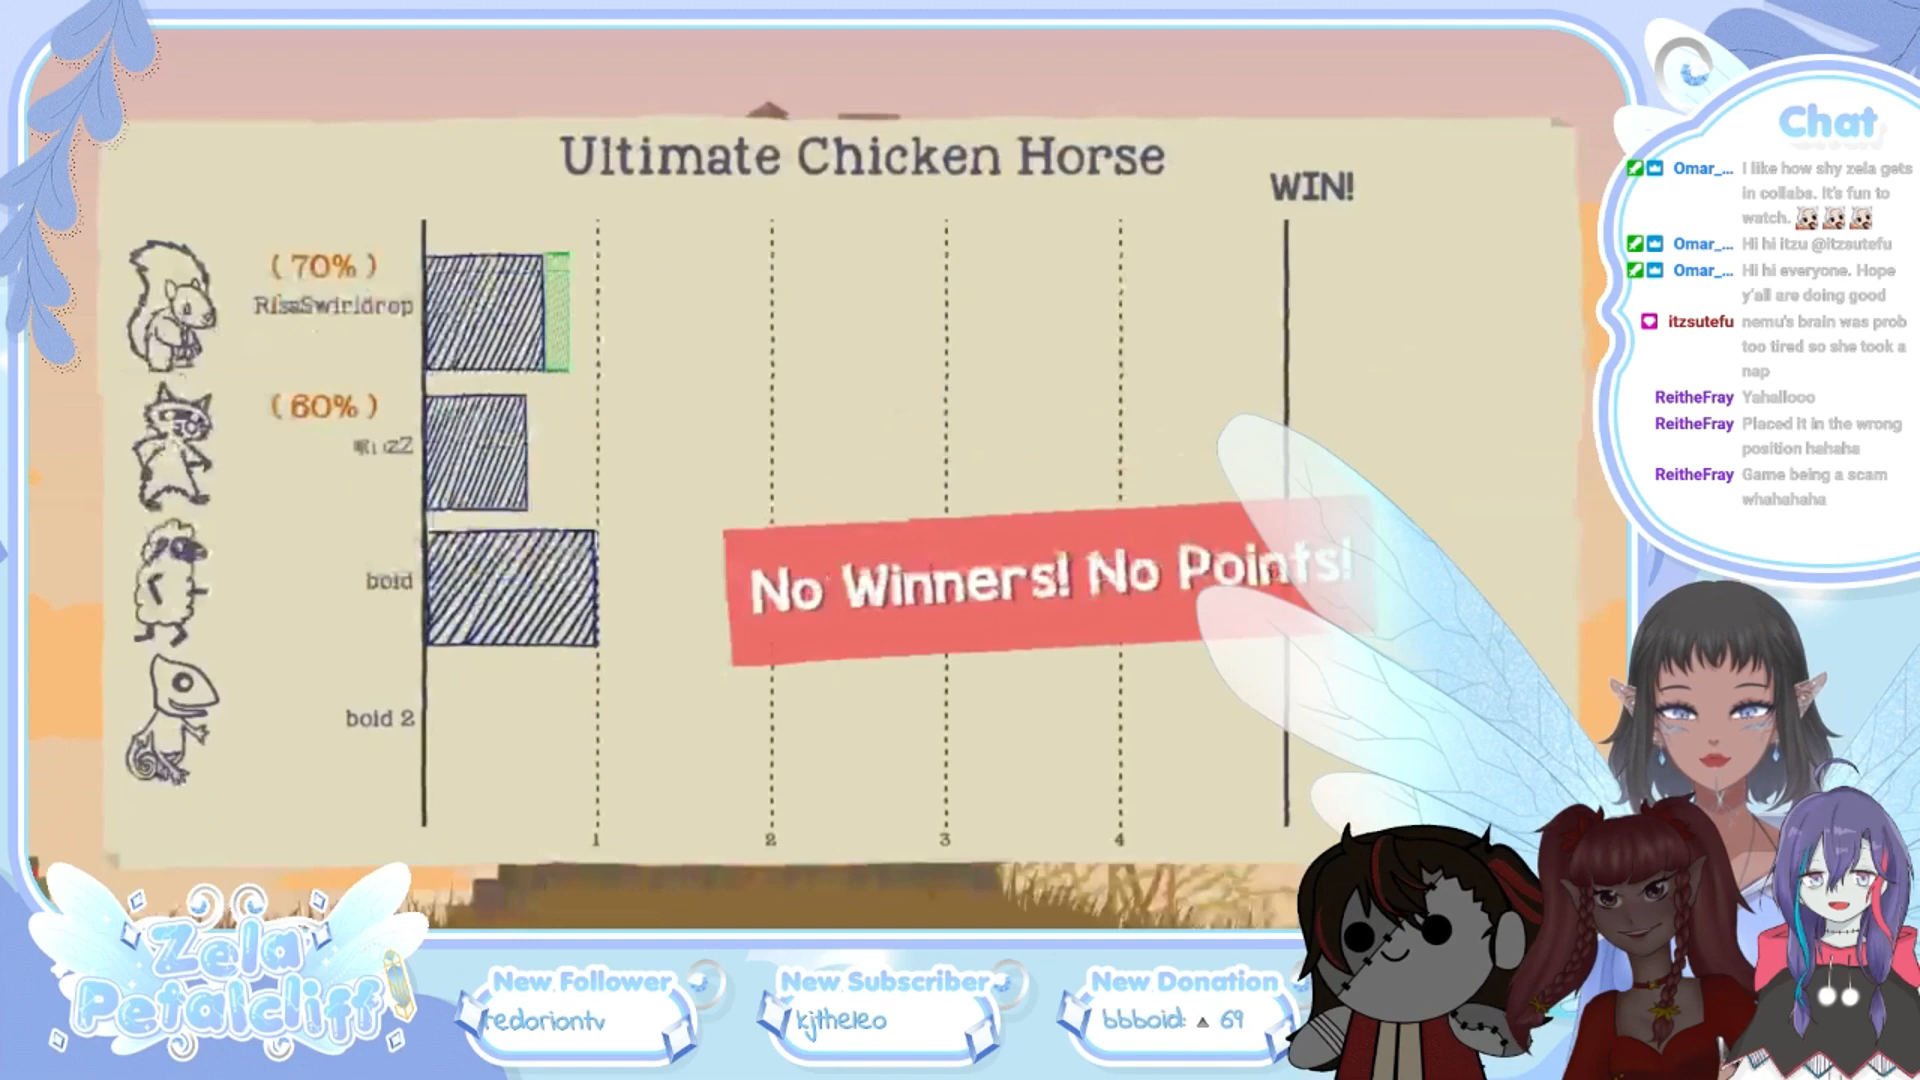 Ultimate Chicken Horse
WIN!
(70%)
RisaSwirldrop
(60%)
boid
boid 2
No Winners! No Points!
1
2
3
4
Chat
Omar_... I like how shy zela gets
in collabs. It's fun to
watch.
Omar_... Hi hi itzu @itzsutefu
Omar_... Hi hi everyone. Hope
y'all are doing good
itzsutefu nemu's brain was prob
too tired so she took a
nap
ReitheFray Yahallooo
ReitheFray Placed it in the wrong
position hahaha
ReitheFray Game being a scam
whahahaha
Zela
Petalcliff
New Follower
redoriontv
New Subscriber
kjtheleo
New Donation
bbboid: 69